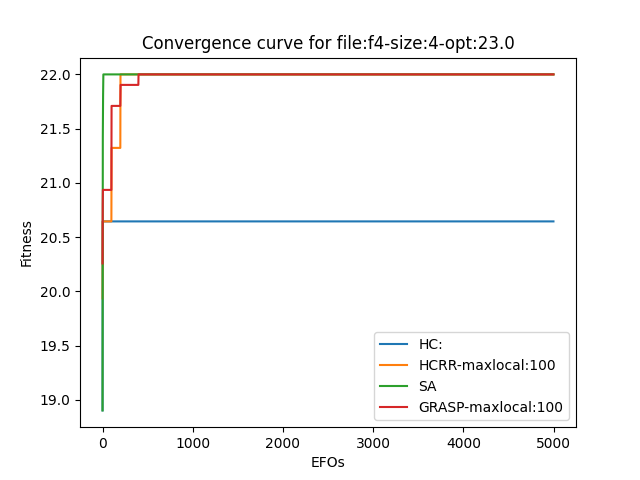 Convergence curve for file:f4-size:4-opt:23.0
22.0
21.5
21.0
20.5
20.0
19.5
19.0
Fitness
0 1000 2000 3000 4000 5000
EFOs
HC:
HCRR-maxlocal:100
SA
GRASP-maxlocal:100